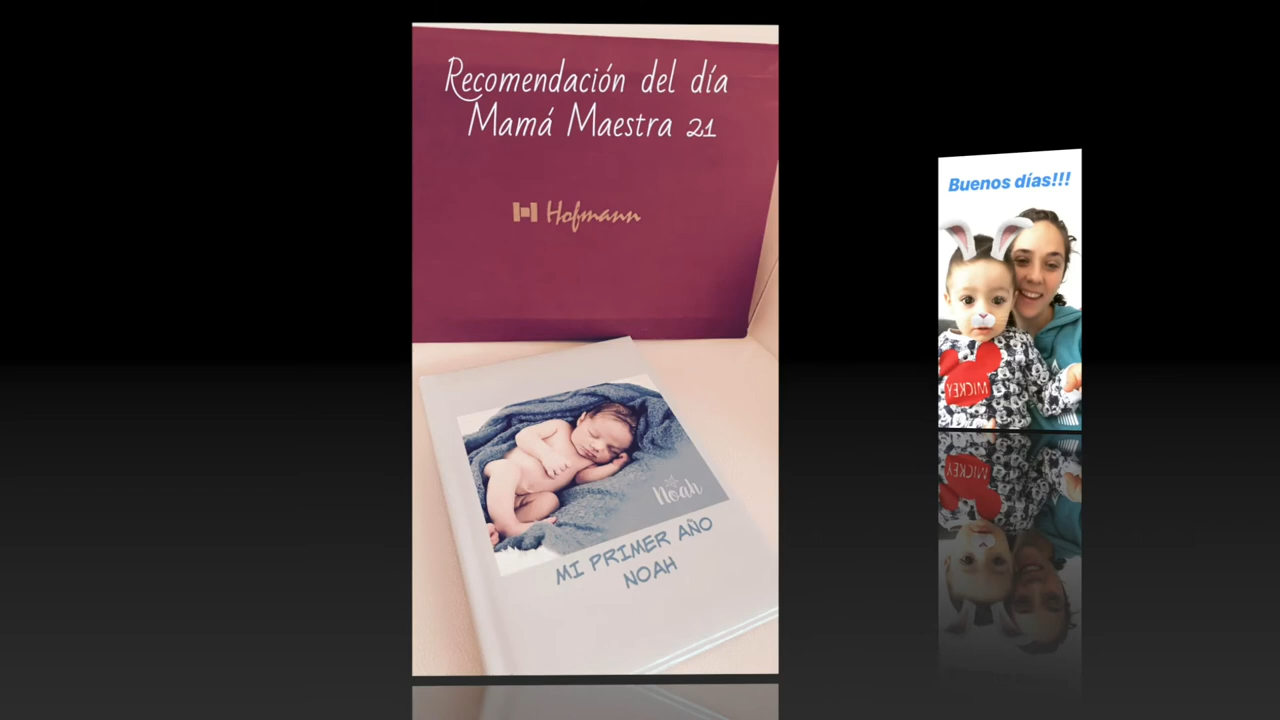 Recomendación del día
Mamá Maestra 21
Hofmann
Noah
MI PRIMER AÑO
NOAH
Buenos días!!!
MICKEY